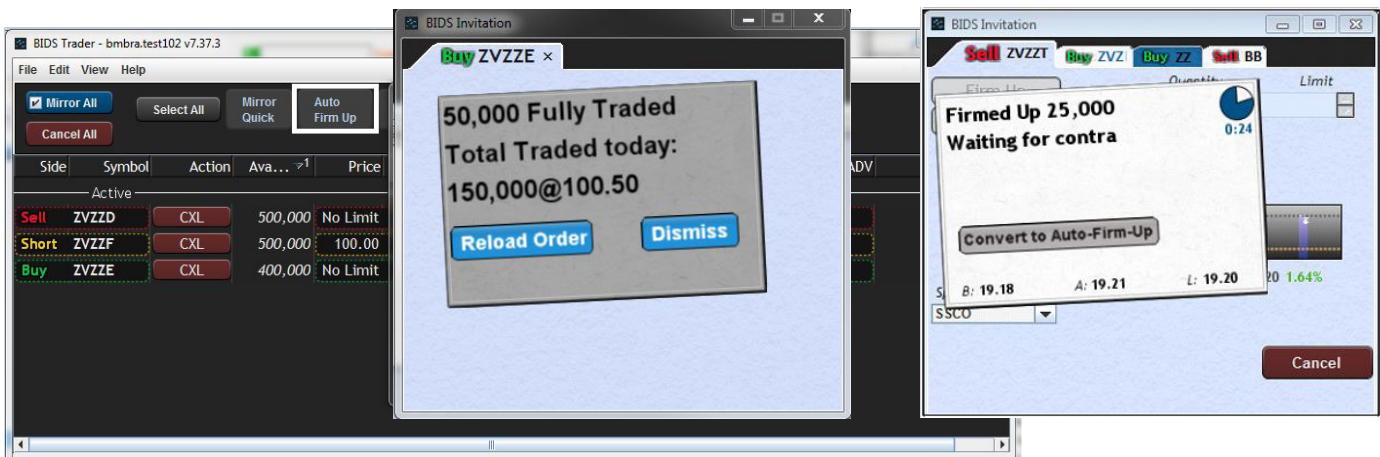 BIDS Trader - bmbra.test102 v7.37.3
File Edit View Help
Mirror All
Cancel All
Select All
Mirror
Quick
Auto
Firm Up
Side Symbol Action Ava... 1 Price ADV
Active
Sell ZVZZD CXL 500,000 No Limit
Short ZVZZF CXL 500,000 100.00
Buy ZVZZE CXL 400,000 No Limit
BIDS Invitation
Buy ZVZZE ×
50,000 Fully Traded
Total Traded today:
150,000@100.50
Reload Order Dismiss
BIDS Invitation
Sell ZVZZT Buy ZVZ Buy ZZ Sell BB
Firm Up Quantity Limit
Firmed Up 25,000
0:24
Waiting for contra
Convert to Auto-Firm-Up
B: 19.18 A: 19.21 L: 19.20
20 1.64%
SSCO
Cancel